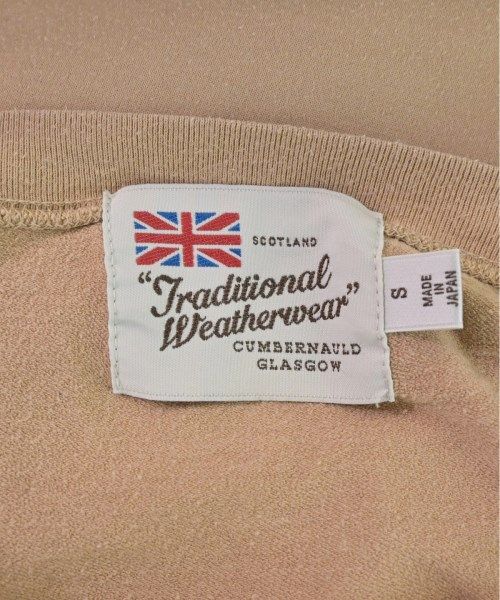 SCOTLAND
"Traditional
Weatherwear"
CUMBERNAULD
GLASGOW
S
MADE
IN
JAPAN